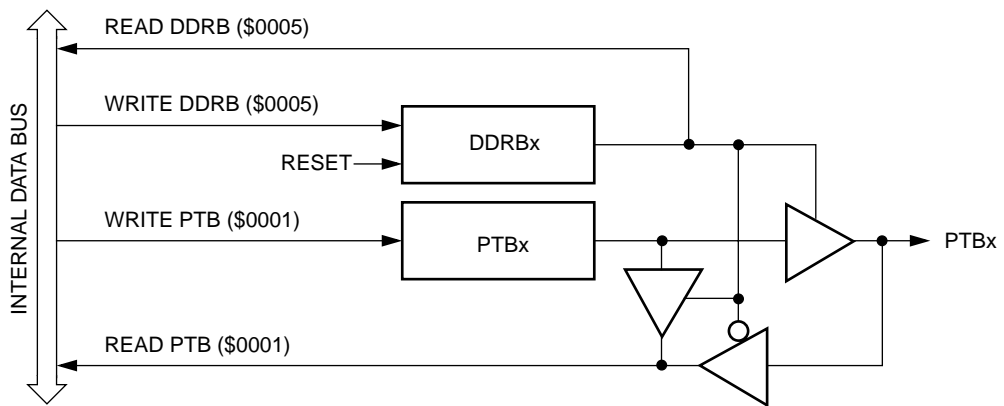 READ DDRB ($0005)
WRITE DDRB ($0005)
DDRBx
RESET
WRITE PTB ($0001)
PTBx
PTBx
READ PTB ($0001)
INTERNAL DATA BUS